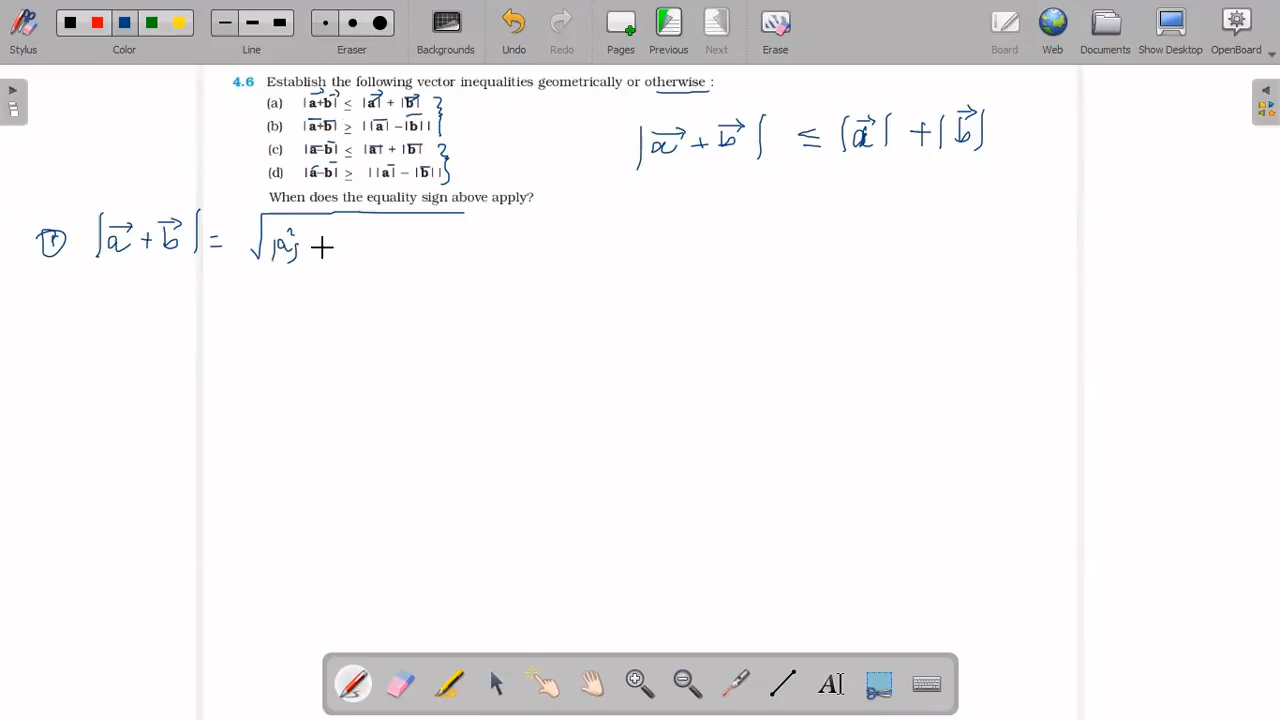 Stylus Color Line Eraser Backgrounds Undo Redo Pages Previous Next Erase Board Web Documents Show Desktop OpenBoard
4.6 Establish the following vector inequalities geometrically or otherwise :
(a) |a+b| ≤ |a| + |b|
(b) |a+b| ≥ ||a| −|b||
(c) |a−b| ≤ |a| + |b|
(d) |a−b| ≥ ||a| − |b||
When does the equality sign above apply?
|a⃗ + b⃗| ≤ |a⃗| + |b⃗|
|a⃗ + b⃗| = √|a|² +